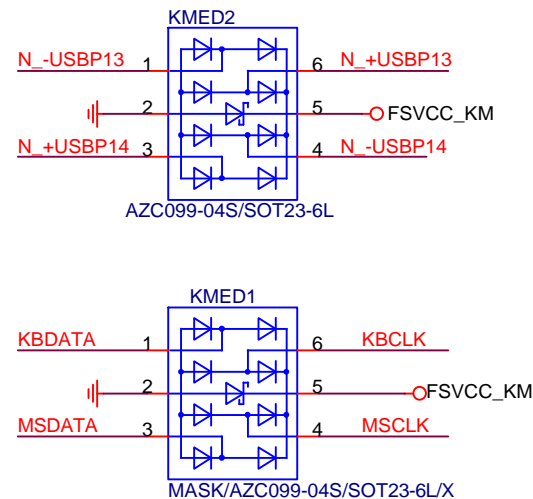 KMED2
N_-USBP13 1 6 N_+USBP13
2 5 FSVCC_KM
N_+USBP14 3 4 N_-USBP14
AZC099-04S/SOT23-6L
KMED1
KBDATA 1 6 KBCLK
2 5 FSVCC_KM
MSDATA 3 4 MSCLK
MASK/AZC099-04S/SOT23-6L/X